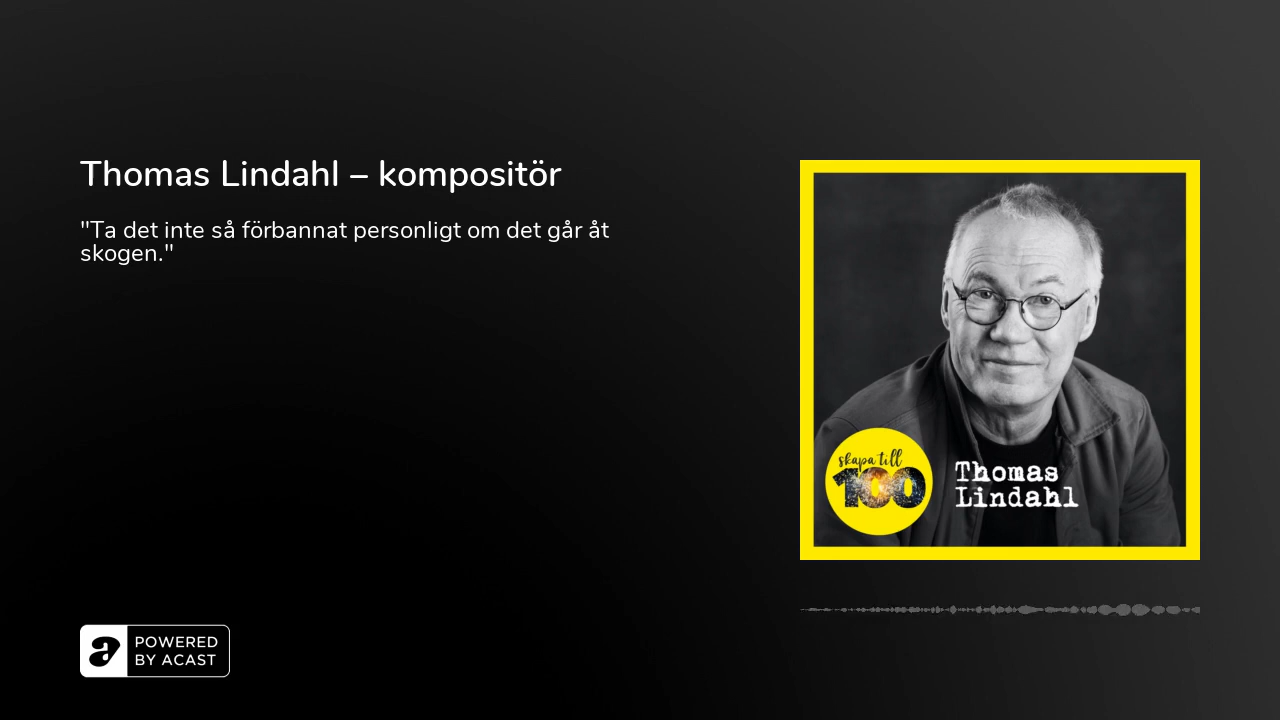 Thomas Lindahl – kompositör
"Ta det inte så förbannat personligt om det går åt
skogen."
skapa till
100
Thomas
Lindahl
a
POWERED
BY ACAST